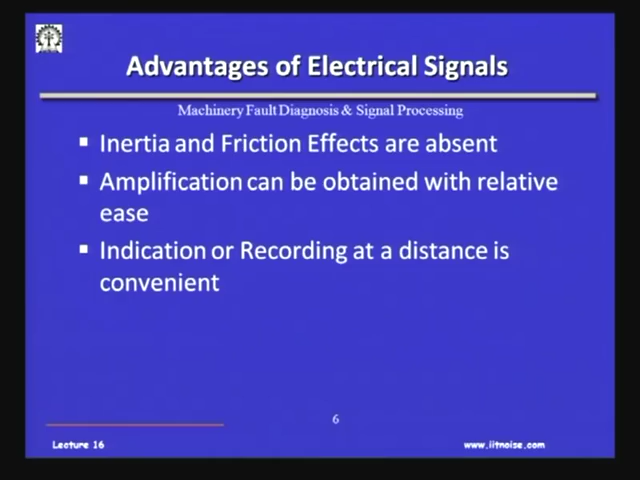 Advantages of Electrical Signals
Machinery Fault Diagnosis & Signal Processing
▪ Inertia and Friction Effects are absent
▪ Amplification can be obtained with relative
ease
▪ Indication or Recording at a distance is
convenient
6
Lecture 16
www.iitnoise.com